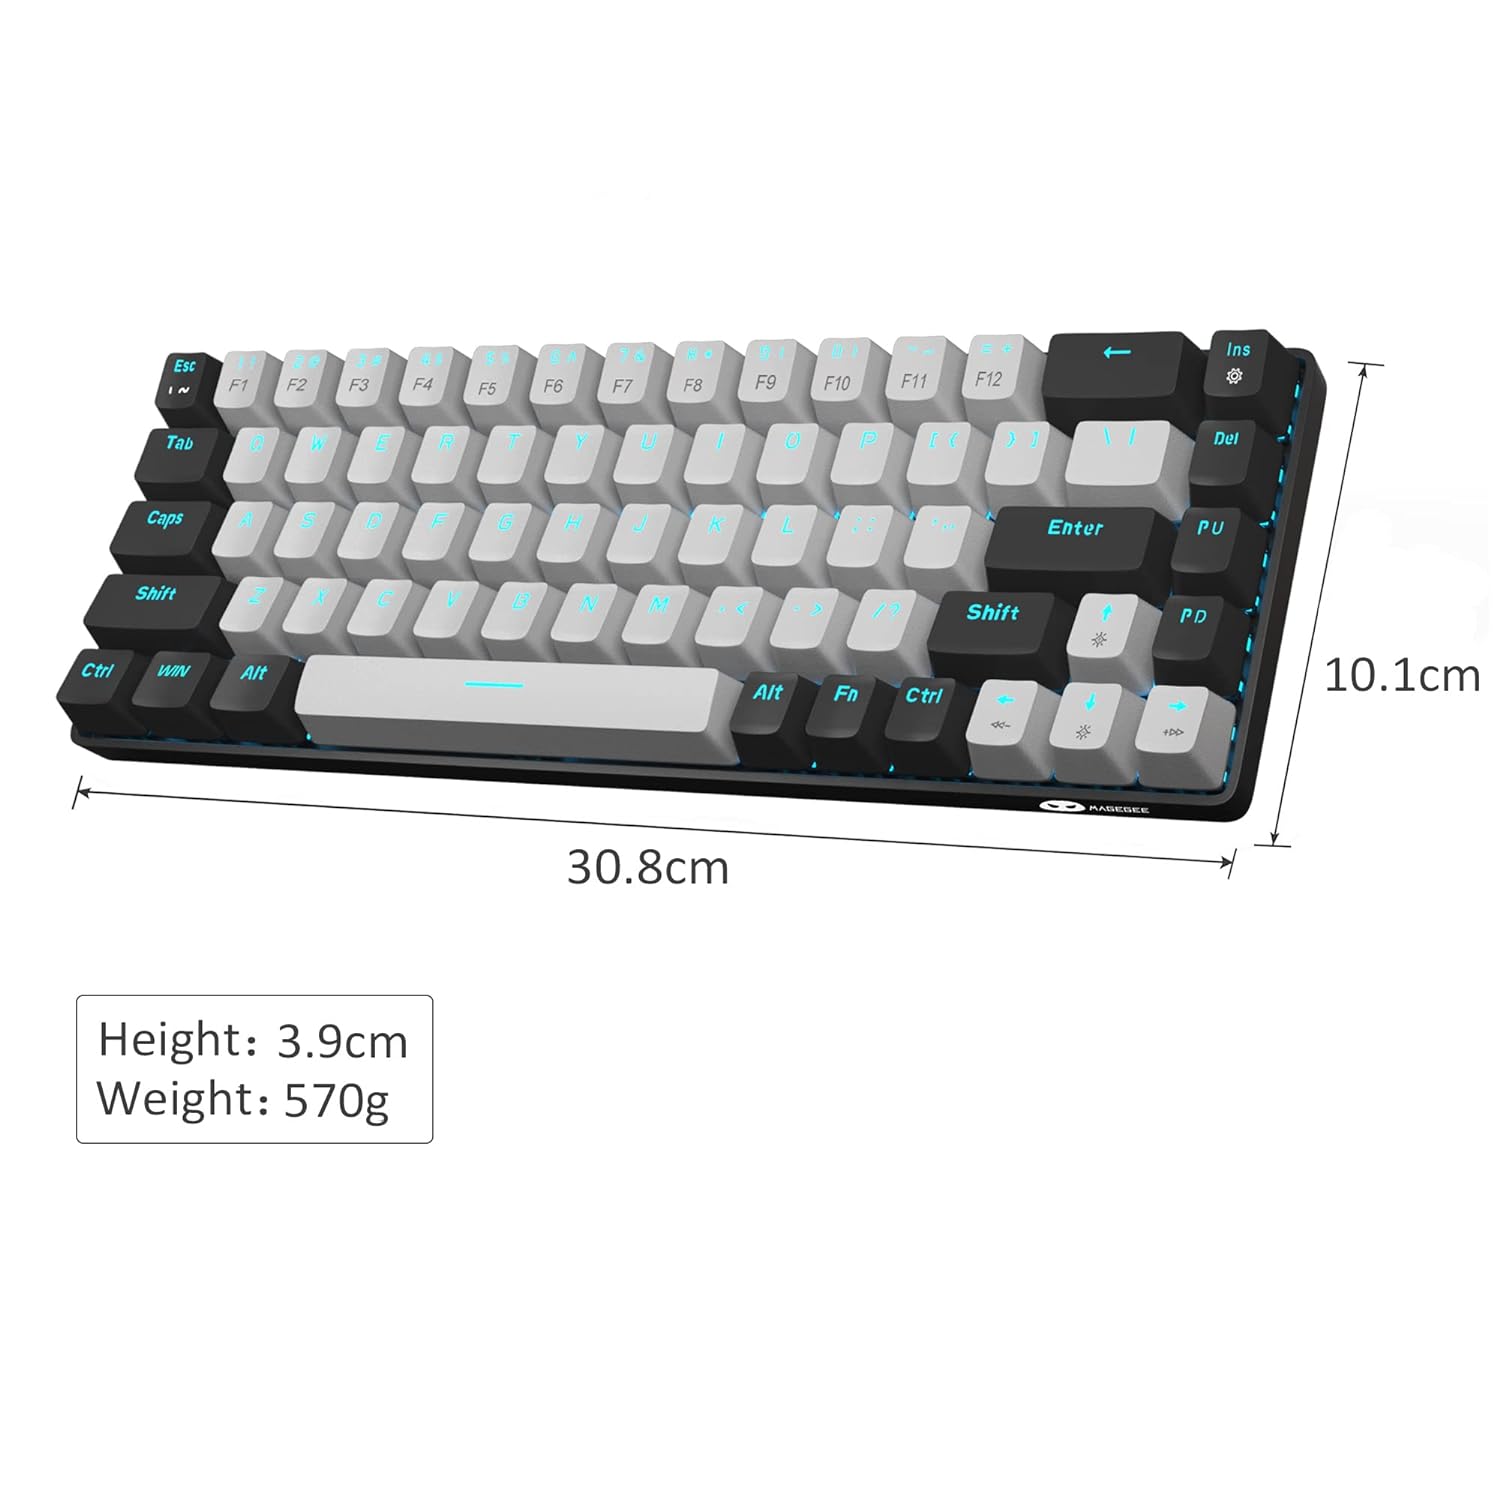 Esc
F1 F2 F3 F4 F5 F6 F7 F8 F9 F10 F11 F12 ← Ins
Tab Q W E R T Y U I O P [ { } ] \ | Del
Caps A S D F G H J K L Enter PU
Shift Z X C V B N M , < . > / ? Shift ↑ PD
Ctrl WIN Alt Alt Fn Ctrl ← ↓ →
MAGEGEE
10.1cm
30.8cm
Height: 3.9cm
Weight: 570g